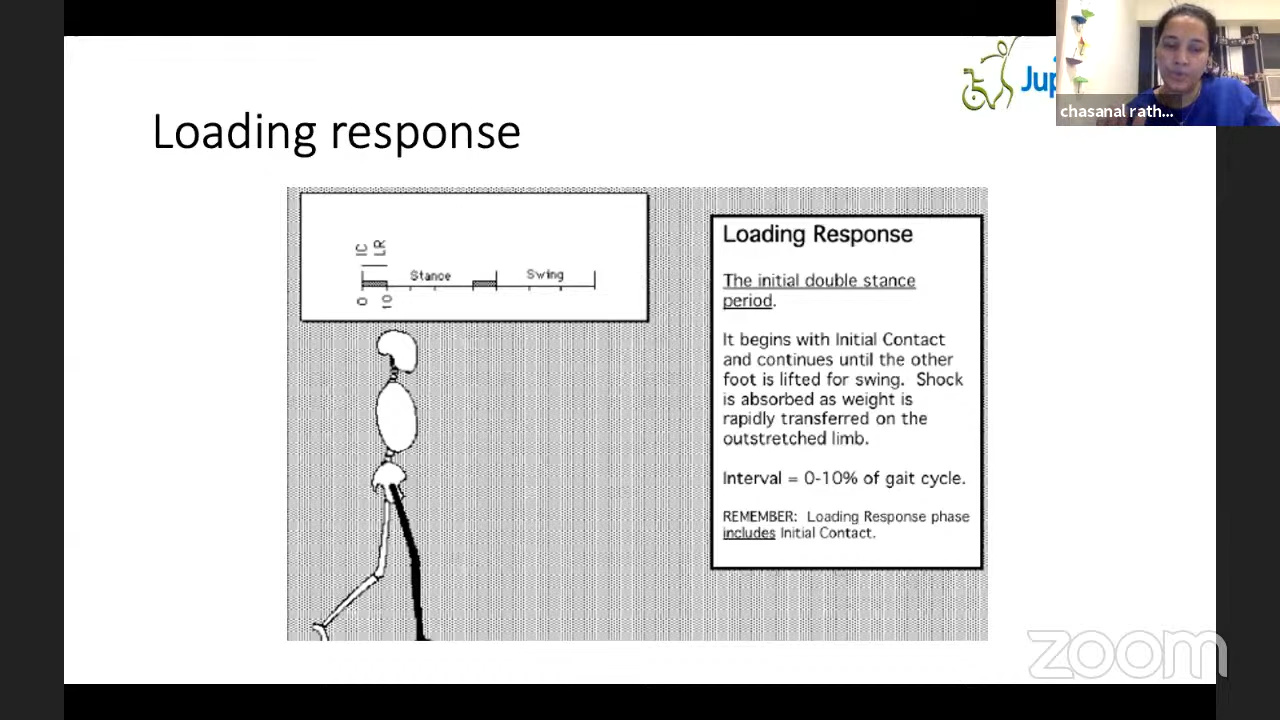 Jup
chasanal rath...
Loading response
IC
LR
Stance
Swing
0
10
Loading Response
The initial double stance
period.
It begins with Initial Contact
and continues until the other
foot is lifted for swing. Shock
is absorbed as weight is
rapidly transferred on the
outstretched limb.
Interval = 0-10% of gait cycle.
REMEMBER: Loading Response phase
includes Initial Contact.
zoom